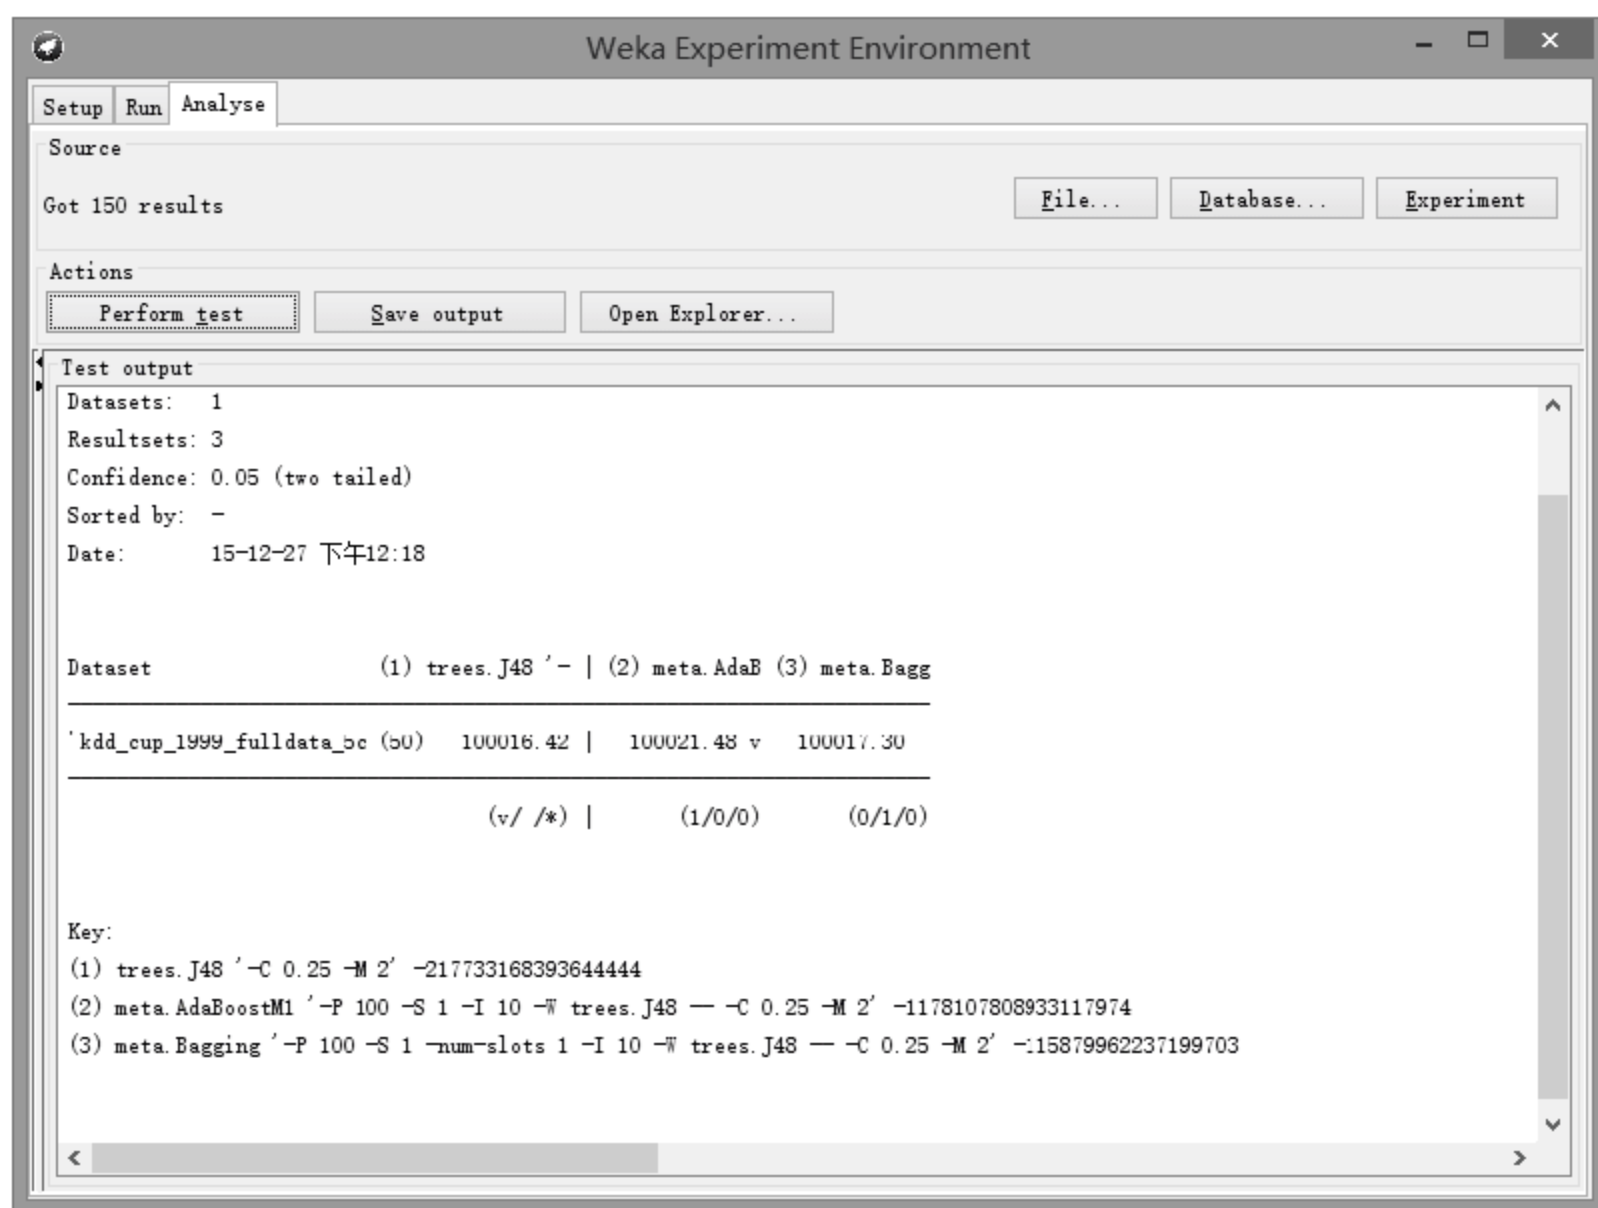 Weka Experiment Environment
Setup Run Analyse
Source
Got 150 results
File... Database... Experiment
Actions
Perform test Save output Open Explorer...
Test output
Datasets: 1
Resultsets: 3
Confidence: 0.05 (two tailed)
Sorted by: -
Date: 15-12-27 下午12:18
Dataset (1) trees.J48 '- | (2) meta.AdaB (3) meta.Bagg
'kdd_cup_1999_fulldata_5c (50) 100016.42 | 100021.48 v 100017.30
(v/ /*) | (1/0/0) (0/1/0)
Key:
(1) trees.J48 '-C 0.25 -M 2' -217733168393644444
(2) meta.AdaBoostM1 '-P 100 -S 1 -I 10 -W trees.J48 -- -C 0.25 -M 2' -1178107808933117974
(3) meta.Bagging '-P 100 -S 1 -num-slots 1 -I 10 -W trees.J48 -- -C 0.25 -M 2' -115879962237199703